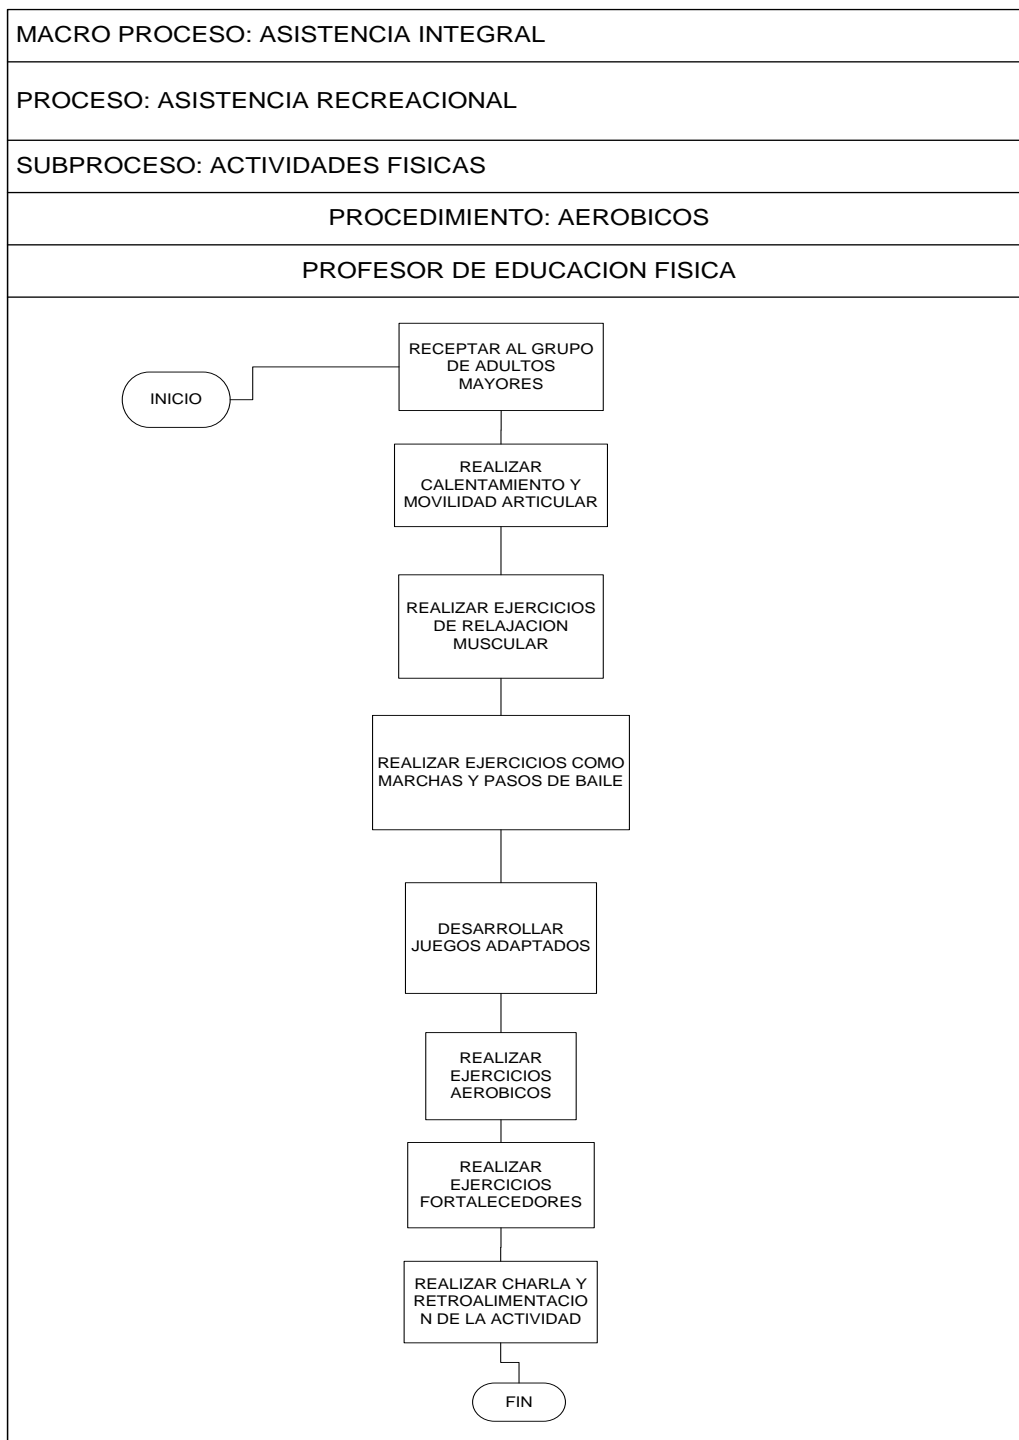 MACRO PROCESO: ASISTENCIA INTEGRAL
PROCESO: ASISTENCIA RECREACIONAL
SUBPROCESO: ACTIVIDADES FISICAS
PROCEDIMIENTO: AEROBICOS
PROFESOR DE EDUCACION FISICA
INICIO
RECEPTAR AL GRUPO
DE ADULTOS
MAYORES
REALIZAR
CALENTAMIENTO Y
MOVILIDAD ARTICULAR
REALIZAR EJERCICIOS
DE RELAJACION
MUSCULAR
REALIZAR EJERCICIOS COMO
MARCHAS Y PASOS DE BAILE
DESARROLLAR
JUEGOS ADAPTADOS
REALIZAR
EJERCICIOS
AEROBICOS
REALIZAR
EJERCICIOS
FORTALECEDORES
REALIZAR CHARLA Y
RETROALIMENTACIO
N DE LA ACTIVIDAD
FIN